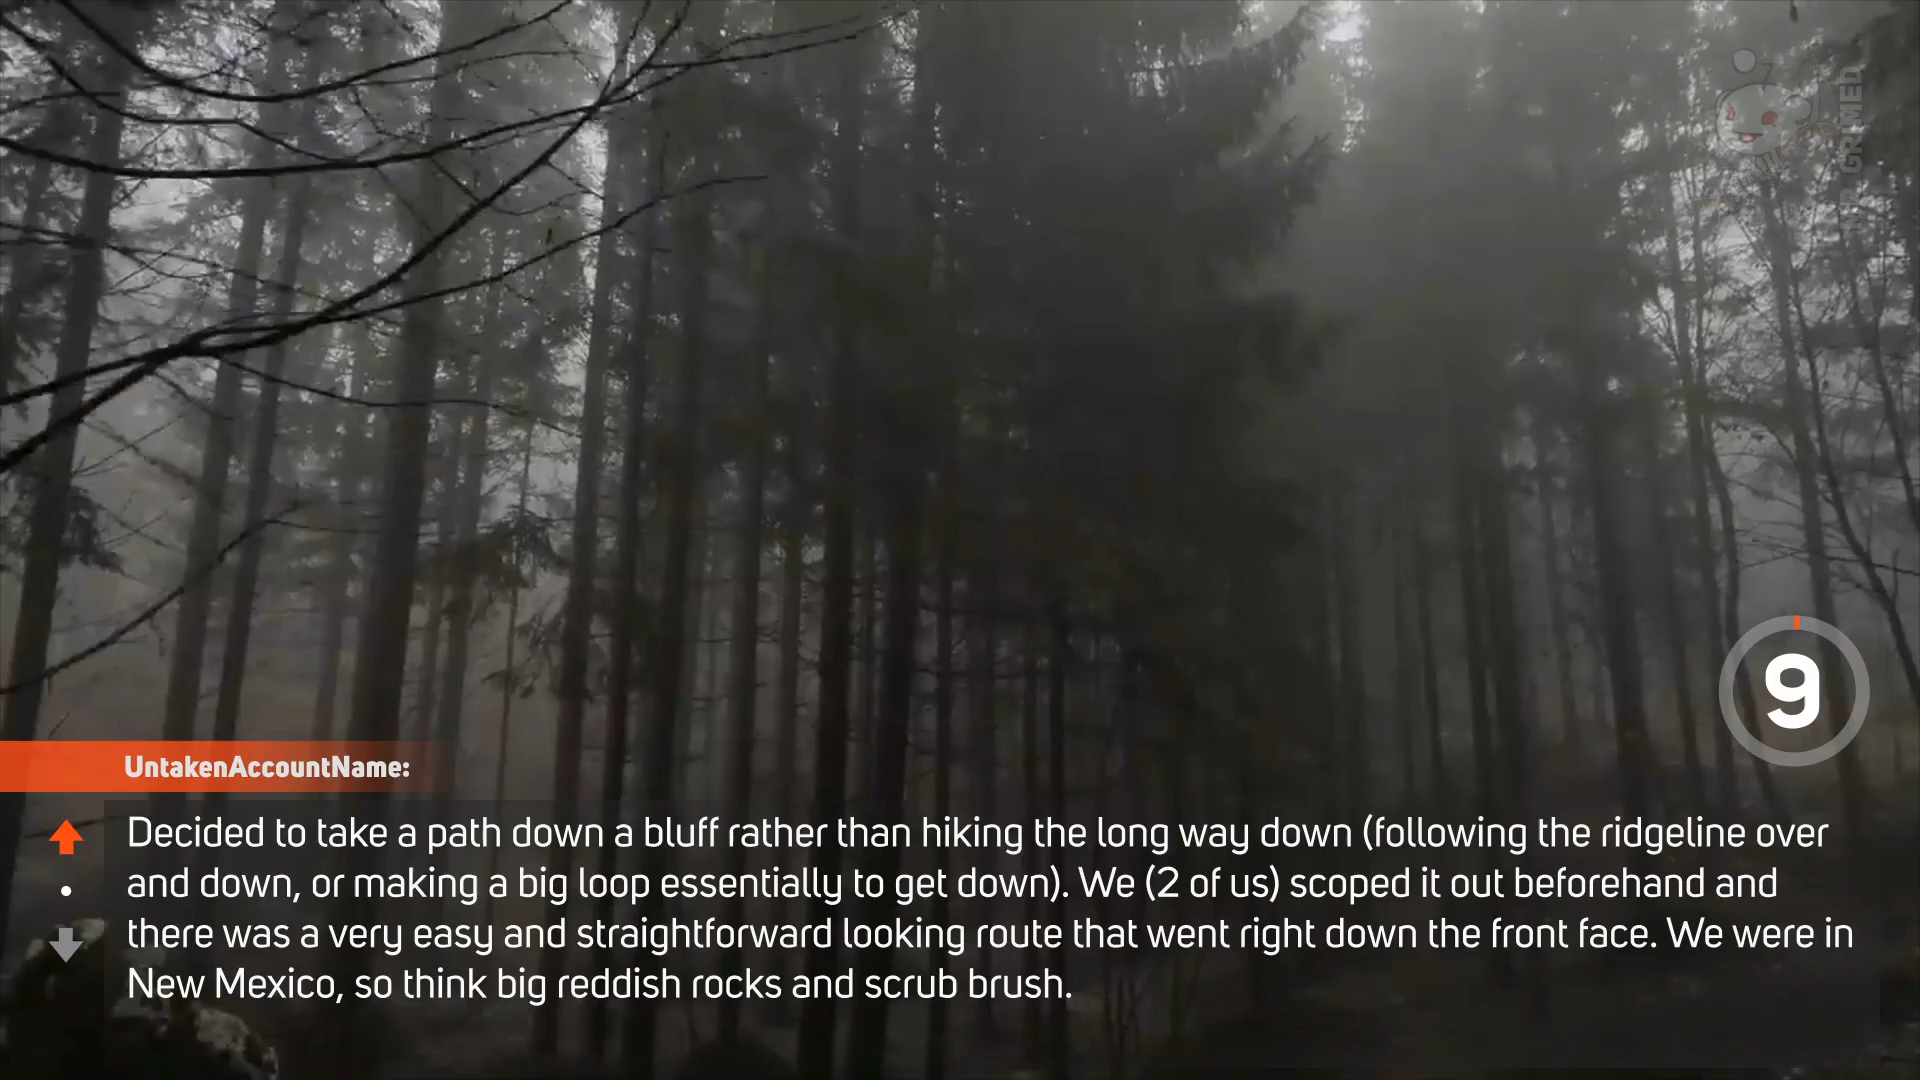 GRIMED
9
UntakenAccountName:
Decided to take a path down a bluff rather than hiking the long way down (following the ridgeline over
and down, or making a big loop essentially to get down). We (2 of us) scoped it out beforehand and
there was a very easy and straightforward looking route that went right down the front face. We were in
New Mexico, so think big reddish rocks and scrub brush.